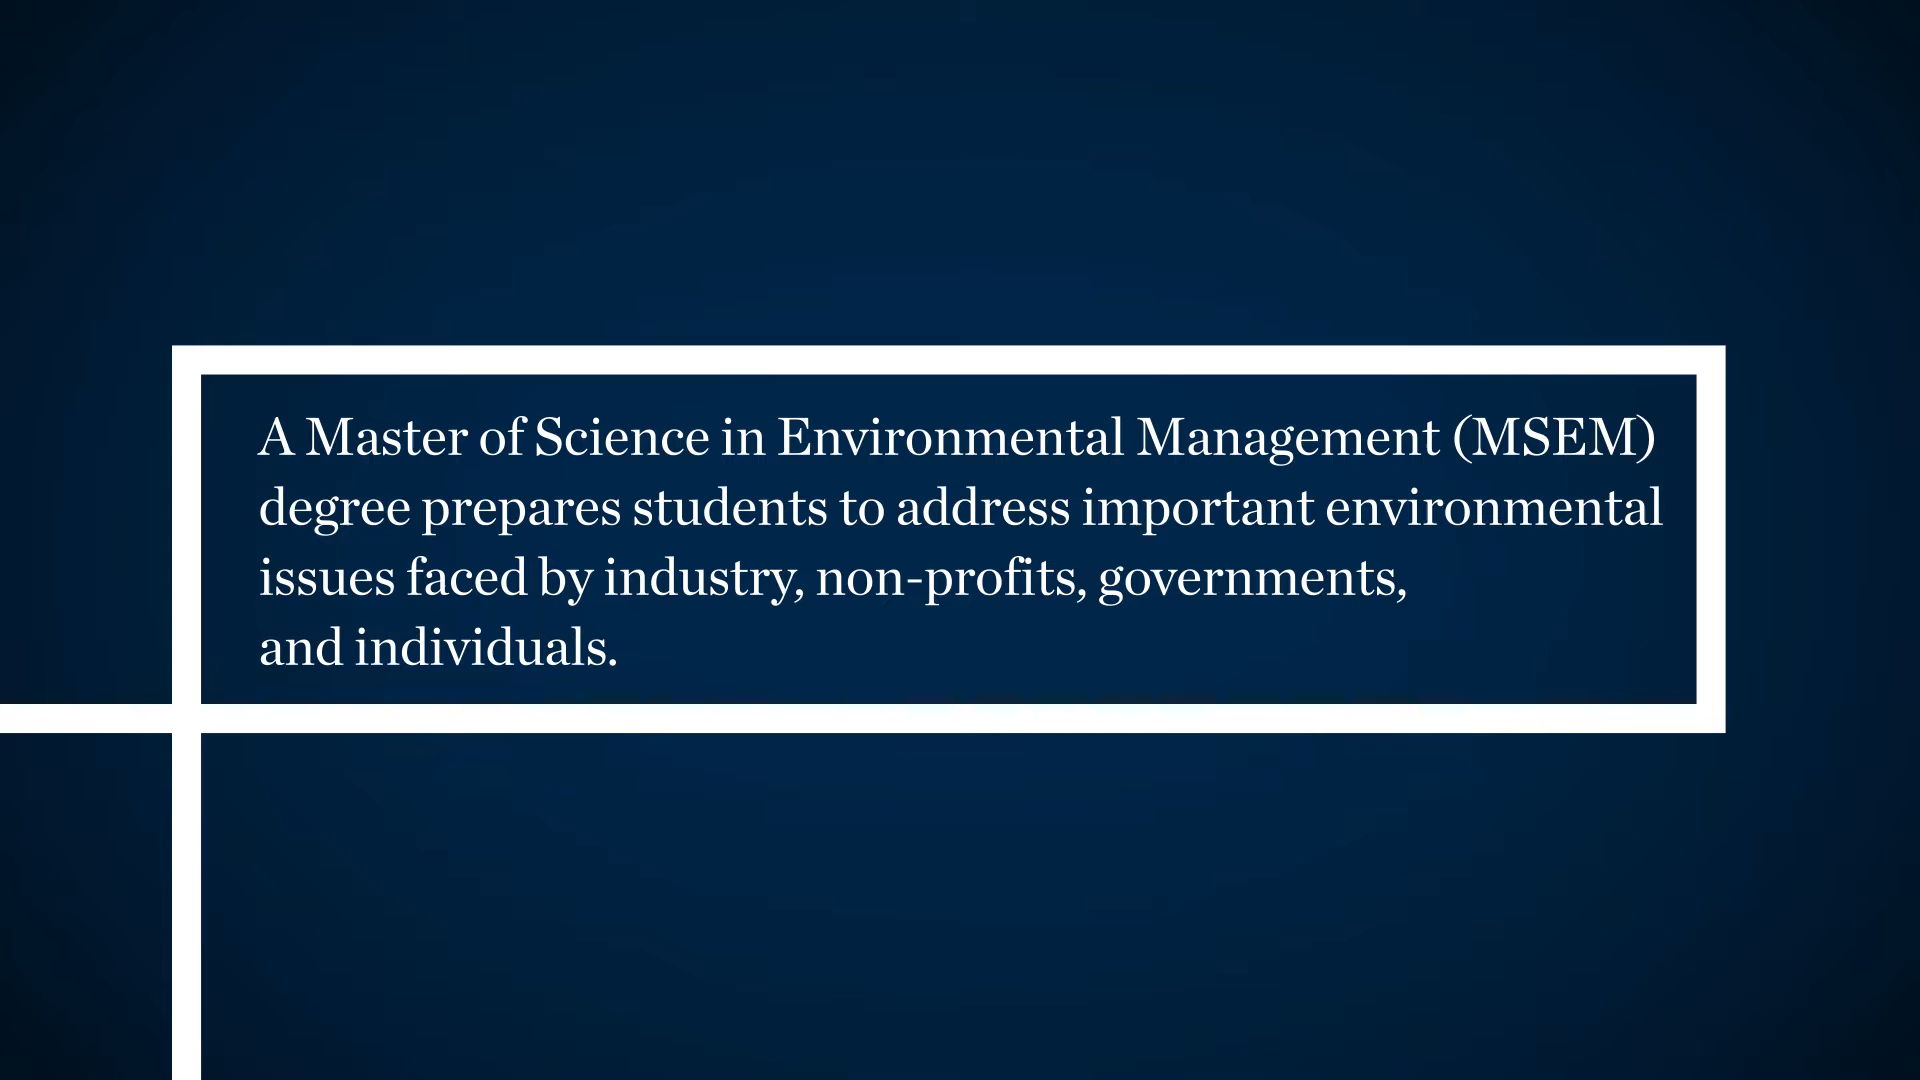 A Master of Science in Environmental Management (MSEM)
degree prepares students to address important environmental
issues faced by industry, non-profits, governments,
and individuals.